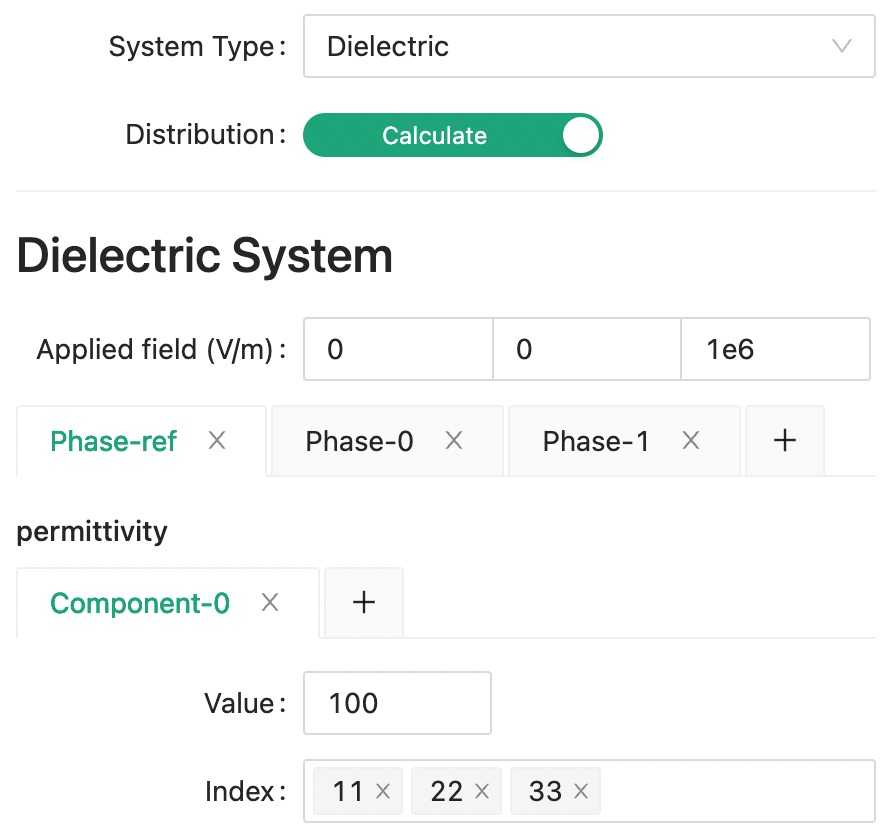 System Type: Dielectric
Distribution: Calculate
Dielectric System
Applied field (V/m): 0 0 1e6
Phase-ref Phase-0 Phase-1
permittivity
Component-0
Value: 100
Index: 11 22 33